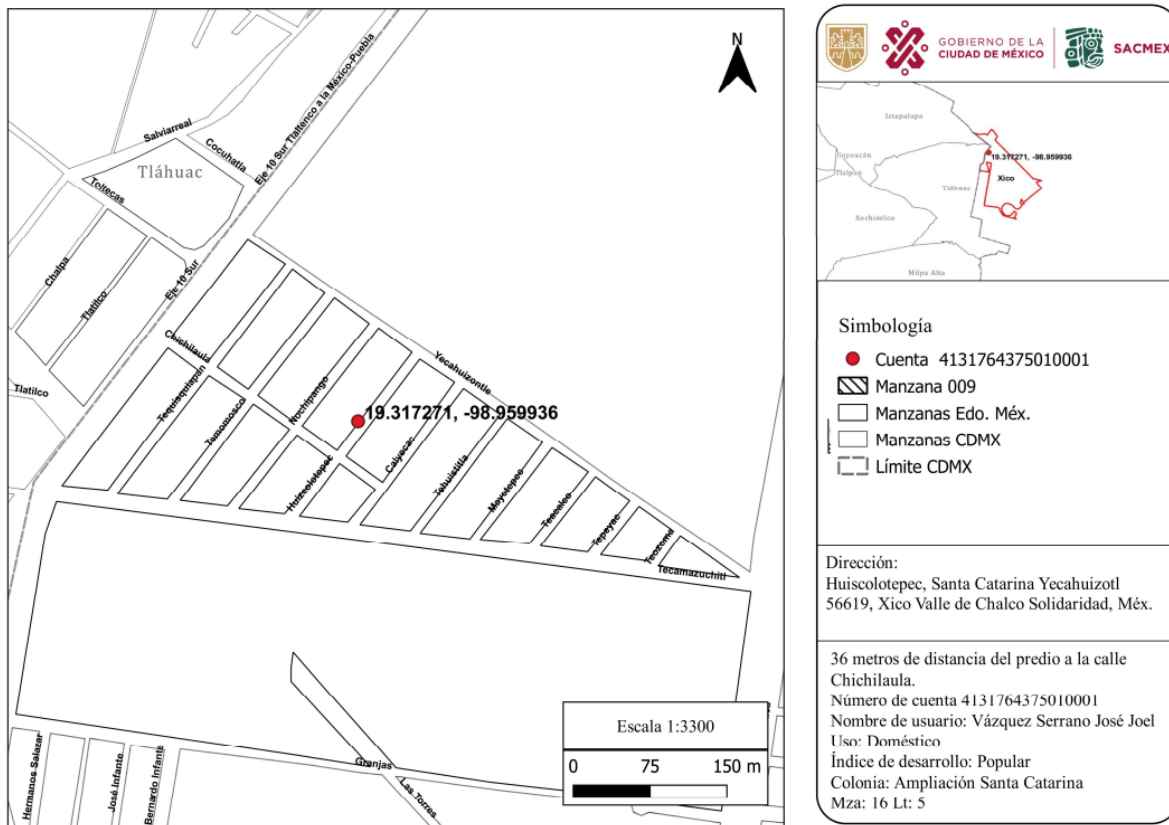 N
Salviarreal
Cocuhatla
Eje 10 Sur Tlaltenco a la México-Puebla
Tláhuac
Toltecas
Chalpa
Tlatilco
Eje 10 Sur
Tlatilco
Chichilaula
Yecahuizontle
Tequisquiapán
Temomosco
Nochipango
19.317271, -98.959936
Huizcolotepec
Calyecac
Tehuistitla
Mayotepec
Teocalco
Tepeyac
Teozoma
Tecamazuchitl
Granjas
Las Torres
Hermanos Salazar
José Infante
Bernardo Infante
Escala 1:3300
0 75 150 m
GOBIERNO DE LA
CIUDAD DE MÉXICO
SACMEX
Iztapalapa
Coyoacán
Tlalpan
Tláhuac
Xochimilco
Milpa Alta
19.317271, -98.959936
Xico
Simbología
Cuenta 4131764375010001
Manzana 009
Manzanas Edo. Méx.
Manzanas CDMX
Límite CDMX
Dirección:
Huiscolotepec, Santa Catarina Yecahuizotl
56619, Xico Valle de Chalco Solidaridad, Méx.
36 metros de distancia del predio a la calle
Chichilaula.
Número de cuenta 4131764375010001
Nombre de usuario: Vázquez Serrano José Joel
Uso: Doméstico
Índice de desarrollo: Popular
Colonia: Ampliación Santa Catarina
Mza: 16 Lt: 5